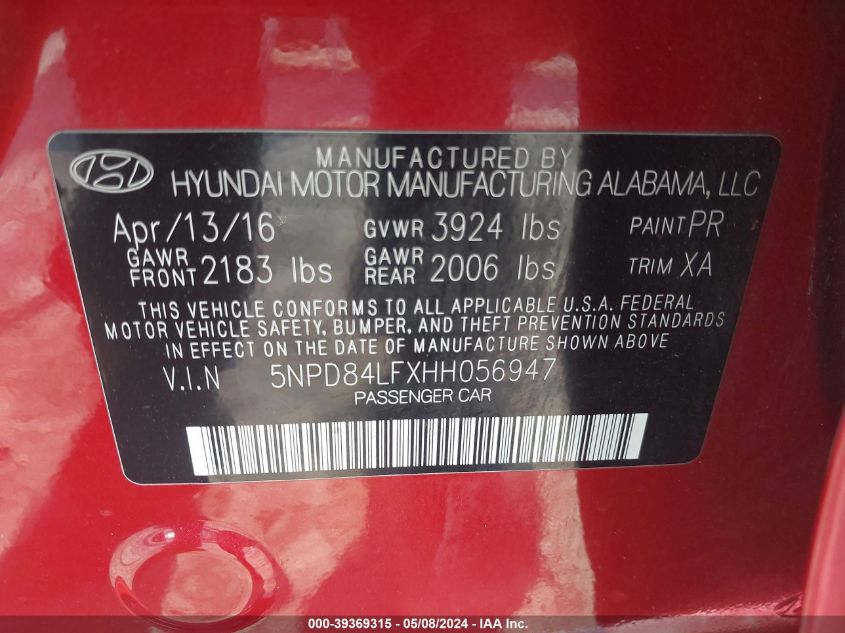 MANUFACTURED BY
HYUNDAI MOTOR MANUFACTURING ALABAMA, LLC
Apr/13/16 GVWR 3924 lbs PAINT PR
GAWR FRONT 2183 lbs GAWR REAR 2006 lbs TRIM XA
THIS VEHICLE CONFORMS TO ALL APPLICABLE U.S.A. FEDERAL
MOTOR VEHICLE SAFETY, BUMPER, AND THEFT PREVENTION STANDARDS
IN EFFECT ON THE DATE OF MANUFACTURE SHOWN ABOVE
V.I.N 5NPD84LFXHH056947
PASSENGER CAR
000-39369315 - 05/08/2024 - IAA Inc.